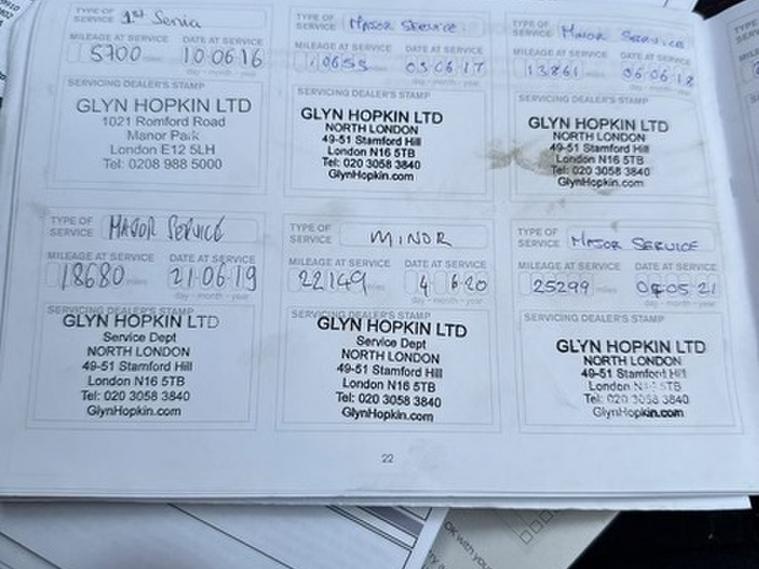 TYPE OF SERVICE 1st Service
MILEAGE AT SERVICE DATE AT SERVICE
5700 miles 10·06·16
day – month – year
SERVICING DEALER'S STAMP
GLYN HOPKIN LTD
1021 Romford Road
Manor Park
London E12 5LH
Tel: 0208 988 5000
TYPE OF SERVICE MAJOR SERVICE
MILEAGE AT SERVICE DATE AT SERVICE
10655 miles 03·06·17
day – month – year
SERVICING DEALER'S STAMP
GLYN HOPKIN LTD
NORTH LONDON
49-51 Stamford Hill
London N16 5TB
Tel: 020 3058 3840
GlynHopkin.com
TYPE OF SERVICE MINOR SERVICE
MILEAGE AT SERVICE DATE AT SERVICE
13861 miles 06·06·18
day – month – year
SERVICING DEALER'S STAMP
GLYN HOPKIN LTD
NORTH LONDON
49-51 Stamford Hill
London N16 5TB
Tel: 020 3058 3840
GlynHopkin.com
TYPE OF SERVICE MAJOR SERVICE
MILEAGE AT SERVICE DATE AT SERVICE
18680 miles 21·06·19
day – month – year
SERVICING DEALER'S STAMP
GLYN HOPKIN LTD
Service Dept
NORTH LONDON
49-51 Stamford Hill
London N16 5TB
Tel: 020 3058 3840
GlynHopkin.com
TYPE OF SERVICE MINOR
MILEAGE AT SERVICE DATE AT SERVICE
22149 miles 4 6·20
day – month – year
SERVICING DEALER'S STAMP
GLYN HOPKIN LTD
Service Dept
NORTH LONDON
49-51 Stamford Hill
London N16 5TB
Tel: 020 3058 3840
GlynHopkin.com
TYPE OF SERVICE MAJOR SERVICE
MILEAGE AT SERVICE DATE AT SERVICE
25299 miles 05 21
day – month – year
SERVICING DEALER'S STAMP
GLYN HOPKIN LTD
NORTH LONDON
49-51 Stamford Hill
London N16 5TB
Tel: 020 3058 3840
GlynHopkin.com
22